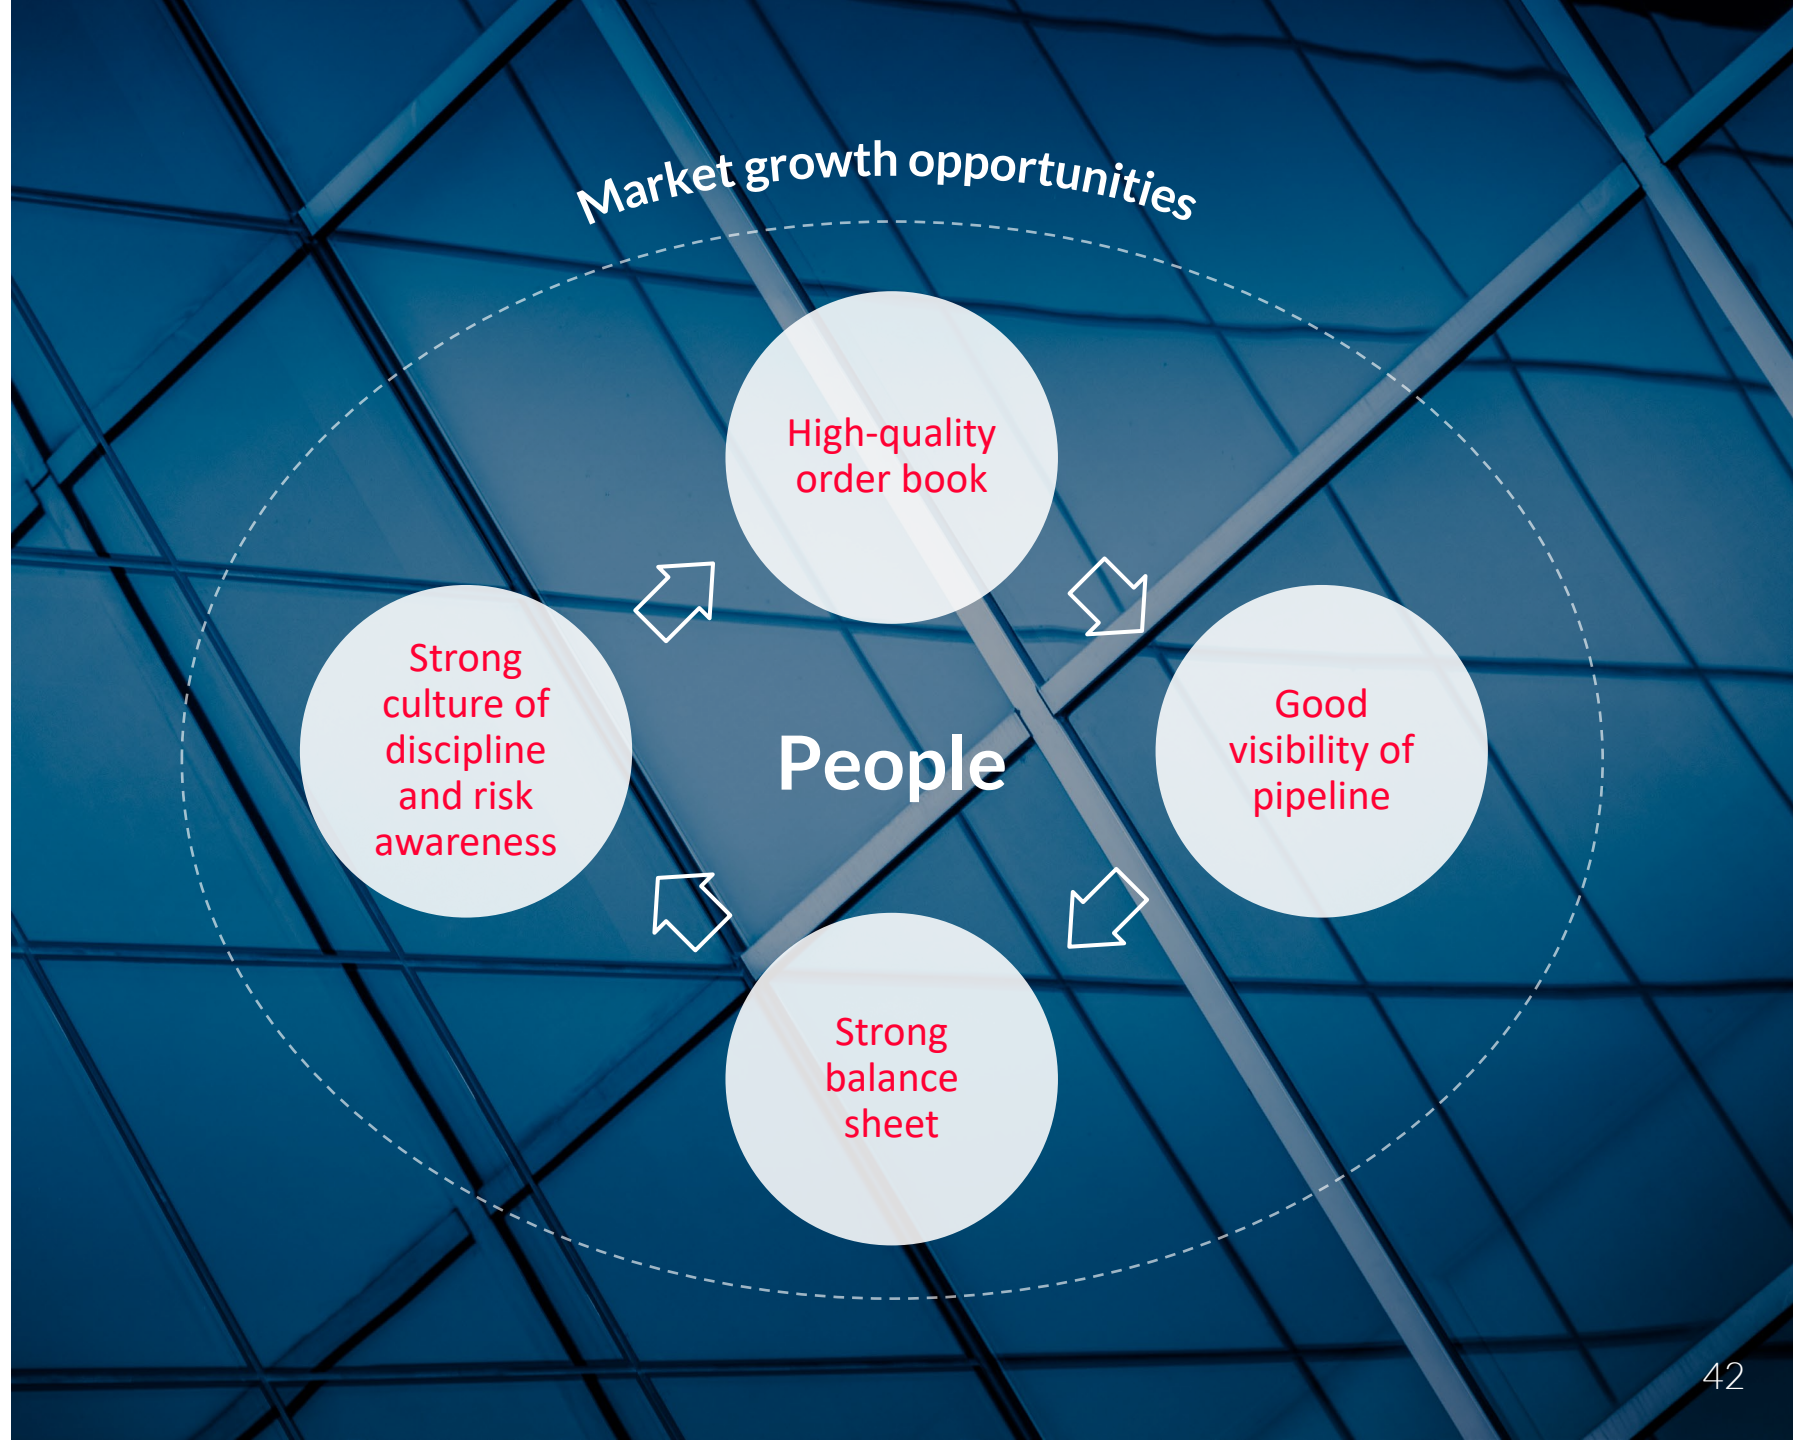 Market growth opportunities
High-quality
order book
Strong
culture of
discipline
and risk
awareness
People
Good
visibility of
pipeline
Strong
balance
sheet
42